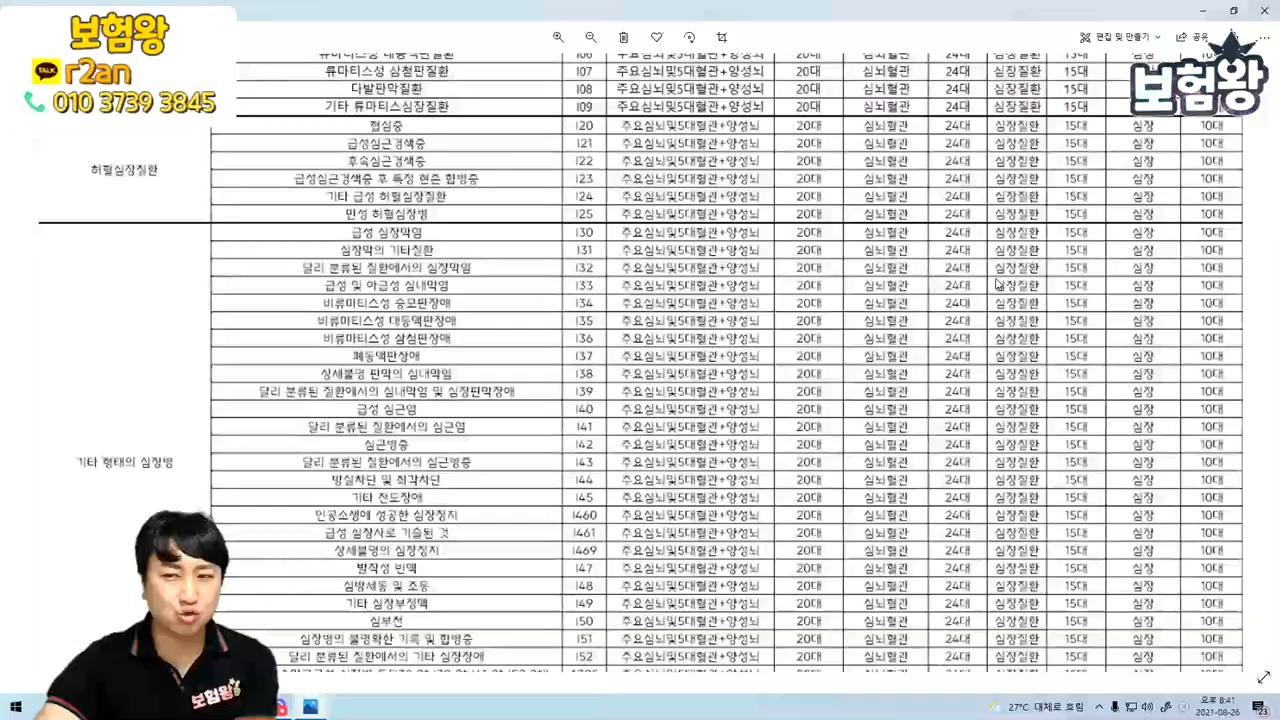 보험왕
TALK r2an
010 3739 3845
편집 및 만들기
공유
보험왕
106 주요심뇌및5대혈관+양성뇌 20대 심뇌혈관 24대 심장질환 15대
류마티스성 삼첨판질환 I07 주요심뇌및5대혈관+양성뇌 20대 심뇌혈관 24대 심장질환 15대
다발판막질환 I08 주요심뇌및5대혈관+양성뇌 20대 심뇌혈관 24대 심장질환 15대
기타 류마티스심장질환 I09 주요심뇌및5대혈관+양성뇌 20대 심뇌혈관 24대 심장질환 15대
허혈심장질환
협심증 I20 주요심뇌및5대혈관+양성뇌 20대 심뇌혈관 24대 심장질환 15대 심장 10대
급성심근경색증 I21 주요심뇌및5대혈관+양성뇌 20대 심뇌혈관 24대 심장질환 15대 심장 10대
후속심근경색증 I22 주요심뇌및5대혈관+양성뇌 20대 심뇌혈관 24대 심장질환 15대 심장 10대
급성심근경색증 후 특정 현존 합병증 I23 주요심뇌및5대혈관+양성뇌 20대 심뇌혈관 24대 심장질환 15대 심장 10대
기타 급성 허혈심장질환 I24 주요심뇌및5대혈관+양성뇌 20대 심뇌혈관 24대 심장질환 15대 심장 10대
만성 허혈심장병 I25 주요심뇌및5대혈관+양성뇌 20대 심뇌혈관 24대 심장질환 15대 심장 10대
기타 형태의 심장병
급성 심장막염 I30 주요심뇌및5대혈관+양성뇌 20대 심뇌혈관 24대 심장질환 15대 심장 10대
심장막의 기타질환 I31 주요심뇌및5대혈관+양성뇌 20대 심뇌혈관 24대 심장질환 15대 심장 10대
달리 분류된 질환에서의 심장막염 I32 주요심뇌및5대혈관+양성뇌 20대 심뇌혈관 24대 심장질환 15대 심장 10대
급성 및 아급성 심내막염 I33 주요심뇌및5대혈관+양성뇌 20대 심뇌혈관 24대 심장질환 15대 심장 10대
비류마티스성 승모판장애 I34 주요심뇌및5대혈관+양성뇌 20대 심뇌혈관 24대 심장질환 15대 심장 10대
비류마티스성 대동맥판장애 I35 주요심뇌및5대혈관+양성뇌 20대 심뇌혈관 24대 심장질환 15대 심장 10대
비류마티스성 삼첨판장애 I36 주요심뇌및5대혈관+양성뇌 20대 심뇌혈관 24대 심장질환 15대 심장 10대
폐동맥판장애 I37 주요심뇌및5대혈관+양성뇌 20대 심뇌혈관 24대 심장질환 15대 심장 10대
상세불명 판막의 심내막염 I38 주요심뇌및5대혈관+양성뇌 20대 심뇌혈관 24대 심장질환 15대 심장 10대
달리 분류된 질환에서의 심내막염 및 심장판막장애 I39 주요심뇌및5대혈관+양성뇌 20대 심뇌혈관 24대 심장질환 15대 심장 10대
급성 심근염 I40 주요심뇌및5대혈관+양성뇌 20대 심뇌혈관 24대 심장질환 15대 심장 10대
달리 분류된 질환에서의 심근염 I41 주요심뇌및5대혈관+양성뇌 20대 심뇌혈관 24대 심장질환 15대 심장 10대
심근병증 I42 주요심뇌및5대혈관+양성뇌 20대 심뇌혈관 24대 심장질환 15대 심장 10대
달리 분류된 질환에서의 심근병증 I43 주요심뇌및5대혈관+양성뇌 20대 심뇌혈관 24대 심장질환 15대 심장 10대
방실차단 및 좌각차단 I44 주요심뇌및5대혈관+양성뇌 20대 심뇌혈관 24대 심장질환 15대 심장 10대
기타 전도장애 I45 주요심뇌및5대혈관+양성뇌 20대 심뇌혈관 24대 심장질환 15대 심장 10대
인공소생에 성공한 심장정지 I460 주요심뇌및5대혈관+양성뇌 20대 심뇌혈관 24대 심장질환 15대 심장 10대
급성 심장사로 기술된 것 I461 주요심뇌및5대혈관+양성뇌 20대 심뇌혈관 24대 심장질환 15대 심장 10대
상세불명의 심장정지 I469 주요심뇌및5대혈관+양성뇌 20대 심뇌혈관 24대 심장질환 15대 심장 10대
발작성 빈맥 I47 주요심뇌및5대혈관+양성뇌 20대 심뇌혈관 24대 심장질환 15대 심장 10대
심방세동 및 조동 I48 주요심뇌및5대혈관+양성뇌 20대 심뇌혈관 24대 심장질환 15대 심장 10대
기타 심장부정맥 I49 주요심뇌및5대혈관+양성뇌 20대 심뇌혈관 24대 심장질환 15대 심장 10대
심부전 I50 주요심뇌및5대혈관+양성뇌 20대 심뇌혈관 24대 심장질환 15대 심장 10대
심장병의 불명확한 기록 및 합병증 I51 주요심뇌및5대혈관+양성뇌 20대 심뇌혈관 24대 심장질환 15대 심장 10대
달리 분류된 질환에서의 기타 심장장애 I52 주요심뇌및5대혈관+양성뇌 20대 심뇌혈관 24대 심장질환 15대 심장 10대
보험왕
27°C 대체로 흐림
오후 8:41
2021-08-26
23